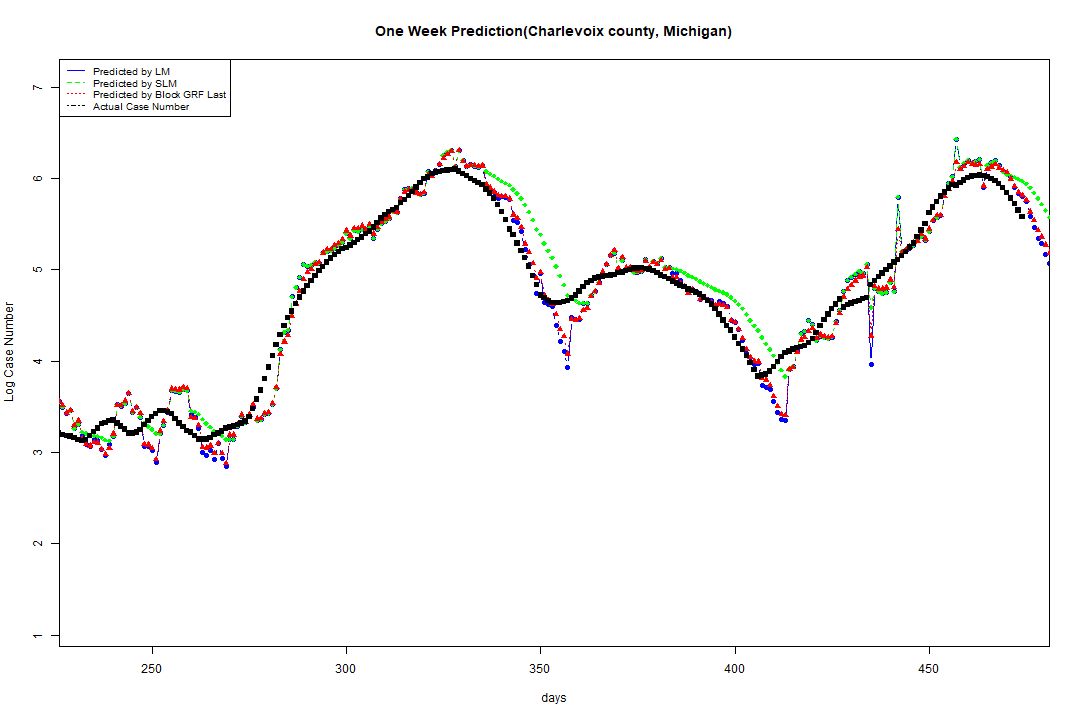 One Week Prediction(Charlevoix county, Michigan)
Predicted by LM
Predicted by SLM
Predicted by Block GRF Last
Actual Case Number
7
6
5
4
3
2
1
Log Case Number
250 300 350 400 450
days